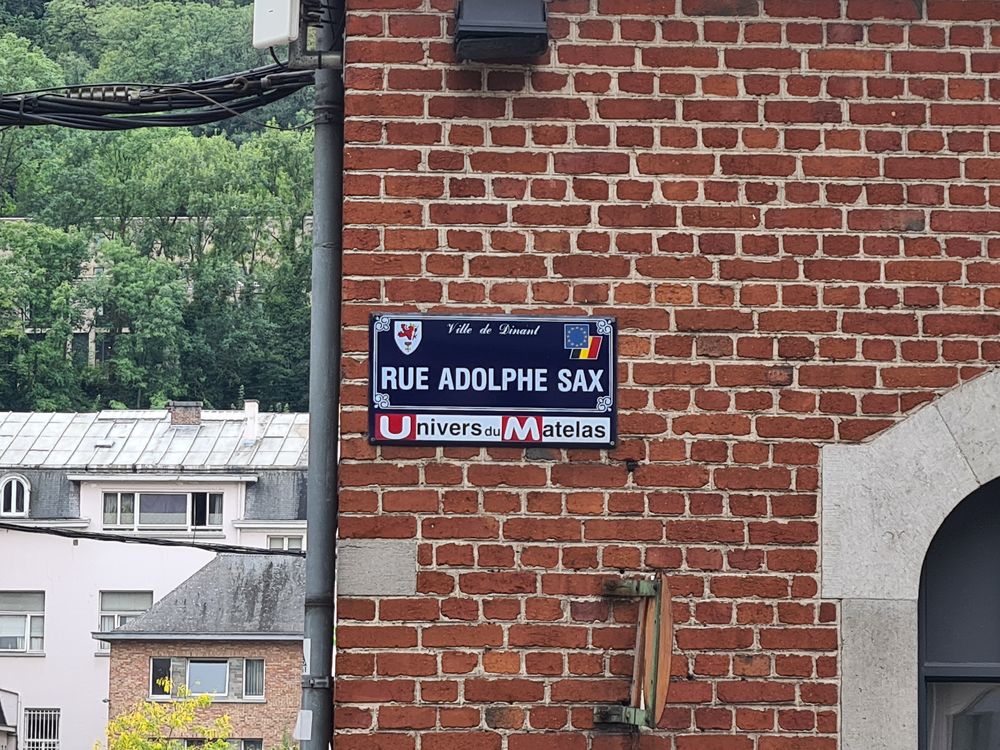 Ville de Dinant
RUE ADOLPHE SAX
Univers du Matelas